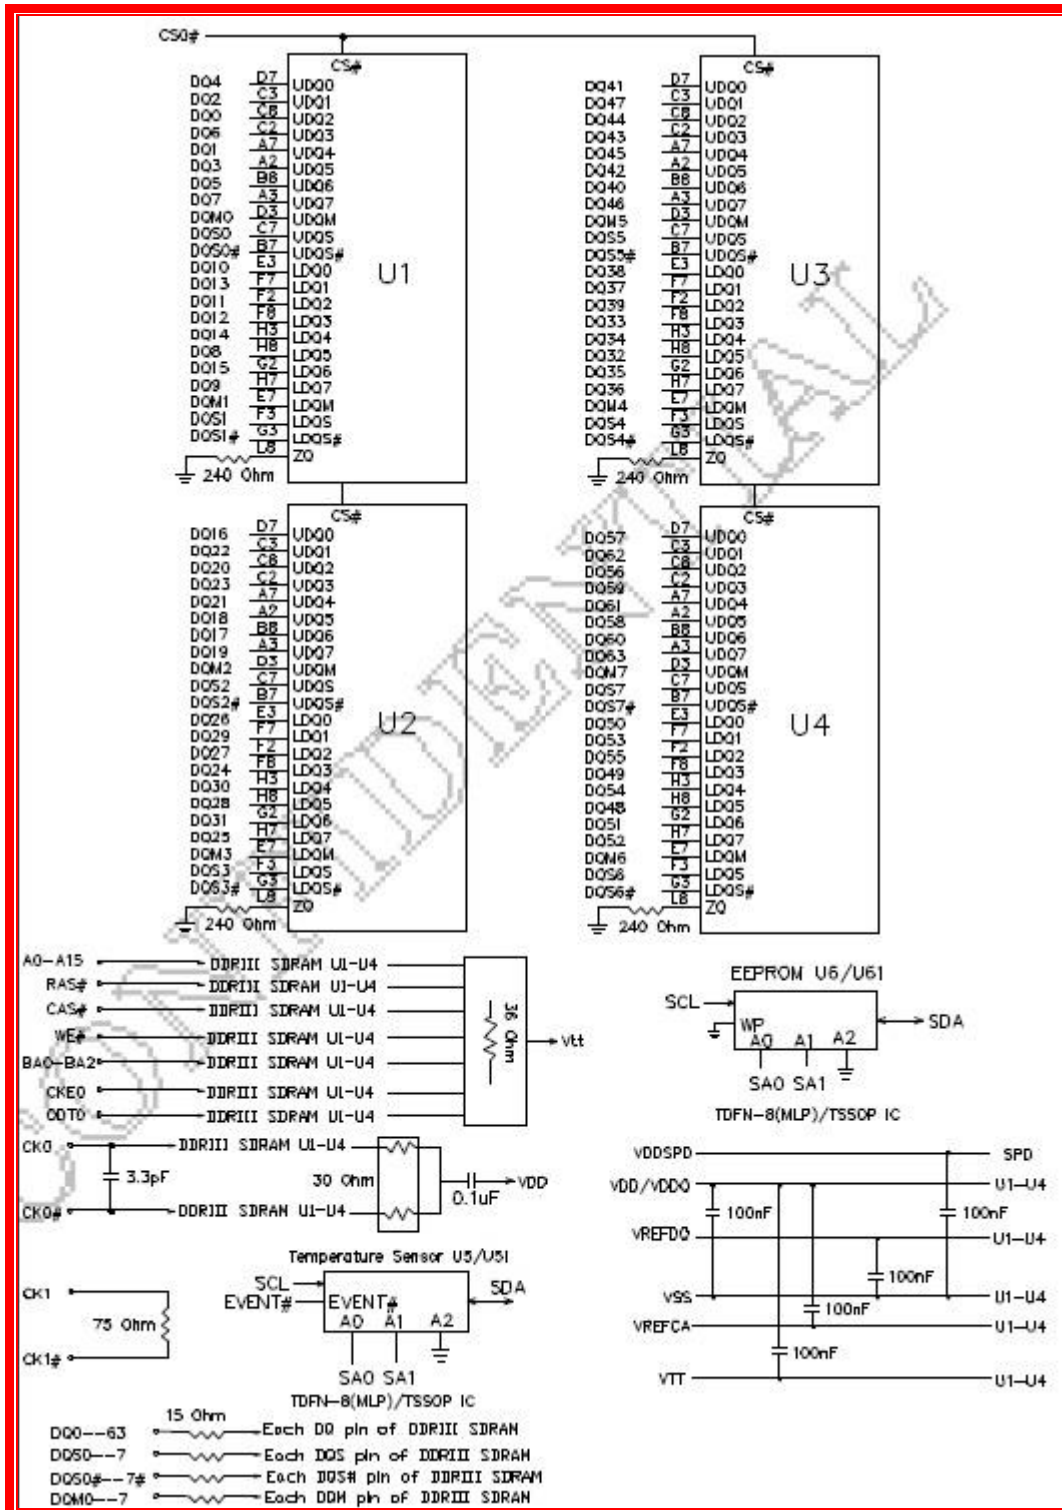 CS0#
CS#
DQ4 D7 UDQ0
DQ2 C3 UDQ1
DQ0 C8 UDQ2
DQ6 C2 UDQ3
DQ1 A7 UDQ4
DQ3 A2 UDQ5
DQ5 B8 UDQ6
DQ7 A3 UDQ7
DQM0 D3 UDQM
DQS0 C7 UDQS
DQS0# B7 UDQS#
DQ10 E3 LDQ0
DQ13 F7 LDQ1
DQ11 F2 LDQ2
DQ12 F8 LDQ3
DQ14 H3 LDQ4
DQ8 H8 LDQ5
DQ15 G2 LDQ6
DQ9 H7 LDQ7
DQM1 E7 LDQM
DQS1 F3 LDQS
DQS1# G3 LDQS#
L8 ZQ
240 Ohm
U1
CS#
DQ41 D7 UDQ0
DQ47 C3 UDQ1
DQ44 C8 UDQ2
DQ43 C2 UDQ3
DQ45 A7 UDQ4
DQ42 A2 UDQ5
DQ40 B8 UDQ6
DQ46 A3 UDQ7
DQM5 D3 UDQM
DQS5 C7 UDQS
DQS5# B7 UDQS#
DQ38 E3 LDQ0
DQ37 F7 LDQ1
DQ39 F2 LDQ2
DQ33 F8 LDQ3
DQ34 H3 LDQ4
DQ32 H8 LDQ5
DQ35 G2 LDQ6
DQ36 H7 LDQ7
DQM4 E7 LDQM
DQS4 F3 LDQS
DQS4# G3 LDQS#
L8 ZQ
240 Ohm
U3
CS#
DQ16 D7 UDQ0
DQ22 C3 UDQ1
DQ20 C8 UDQ2
DQ23 C2 UDQ3
DQ21 A7 UDQ4
DQ18 A2 UDQ5
DQ17 B8 UDQ6
DQ19 A3 UDQ7
DQM2 D3 UDQM
DQS2 C7 UDQS
DQS2# B7 UDQS#
DQ26 E3 LDQ0
DQ29 F7 LDQ1
DQ27 F2 LDQ2
DQ24 F8 LDQ3
DQ30 H3 LDQ4
DQ28 H8 LDQ5
DQ31 G2 LDQ6
DQ25 H7 LDQ7
DQM3 E7 LDQM
DQS3 F3 LDQS
DQS3# G3 LDQS#
L8 ZQ
240 Ohm
U2
CS#
DQ57 D7 UDQ0
DQ62 C3 UDQ1
DQ56 C8 UDQ2
DQ59 C2 UDQ3
DQ61 A7 UDQ4
DQ58 A2 UDQ5
DQ60 B8 UDQ6
DQ63 A3 UDQ7
DQM7 D3 UDQM
DQS7 C7 UDQS
DQS7# B7 UDQS#
DQ50 E3 LDQ0
DQ53 F7 LDQ1
DQ55 F2 LDQ2
DQ49 F8 LDQ3
DQ54 H3 LDQ4
DQ48 H8 LDQ5
DQ51 G2 LDQ6
DQ52 H7 LDQ7
DQM6 E7 LDQM
DQS6 F3 LDQS
DQS6# G3 LDQS#
L8 ZQ
240 Ohm
U4
CONFIDENTIAL
A0-A15 DDRIII SDRAM U1-U4
RAS# DDRIII SDRAM U1-U4
CAS# DDRIII SDRAM U1-U4
WE# DDRIII SDRAM U1-U4
BA0-BA2 DDRIII SDRAM U1-U4
CKE0 DDRIII SDRAM U1-U4
ODT0 DDRIII SDRAM U1-U4
36 Ohm
Vtt
CK0 DDRIII SDRAM U1-U4
3.3pF
30 Ohm
0.1uF
VDD
CK0# DDRIII SDRAN U1-U4
EEPROM U6/U61
SCL
WP
SDA
A0 A1 A2
SA0 SA1
TDFN-8(MLP)/TSSOP IC
Temperature Sensor U5/U51
SCL
SDA
EVENT# EVENT#
A0 A1 A2
SA0 SA1
TDFN-8(MLP)/TSSOP IC
CK1
75 Ohm
CK1#
VDDSPD SPD
VDD/VDDQ U1-U4
100nF 100nF
VREFDQ U1-U4
100nF
VSS U1-U4
100nF
VREFCA U1-U4
100nF
VTT U1-U4
15 Ohm
DQ0--63 Each DQ pin of DDRIII SDRAN
DQS0--7 Each DQS pin of DDRIII SDRAN
DQS0#--7# Each DQS# pin of DDRIII SDRAM
DQM0--7 Each DQM pin of DDRIII SDRAN